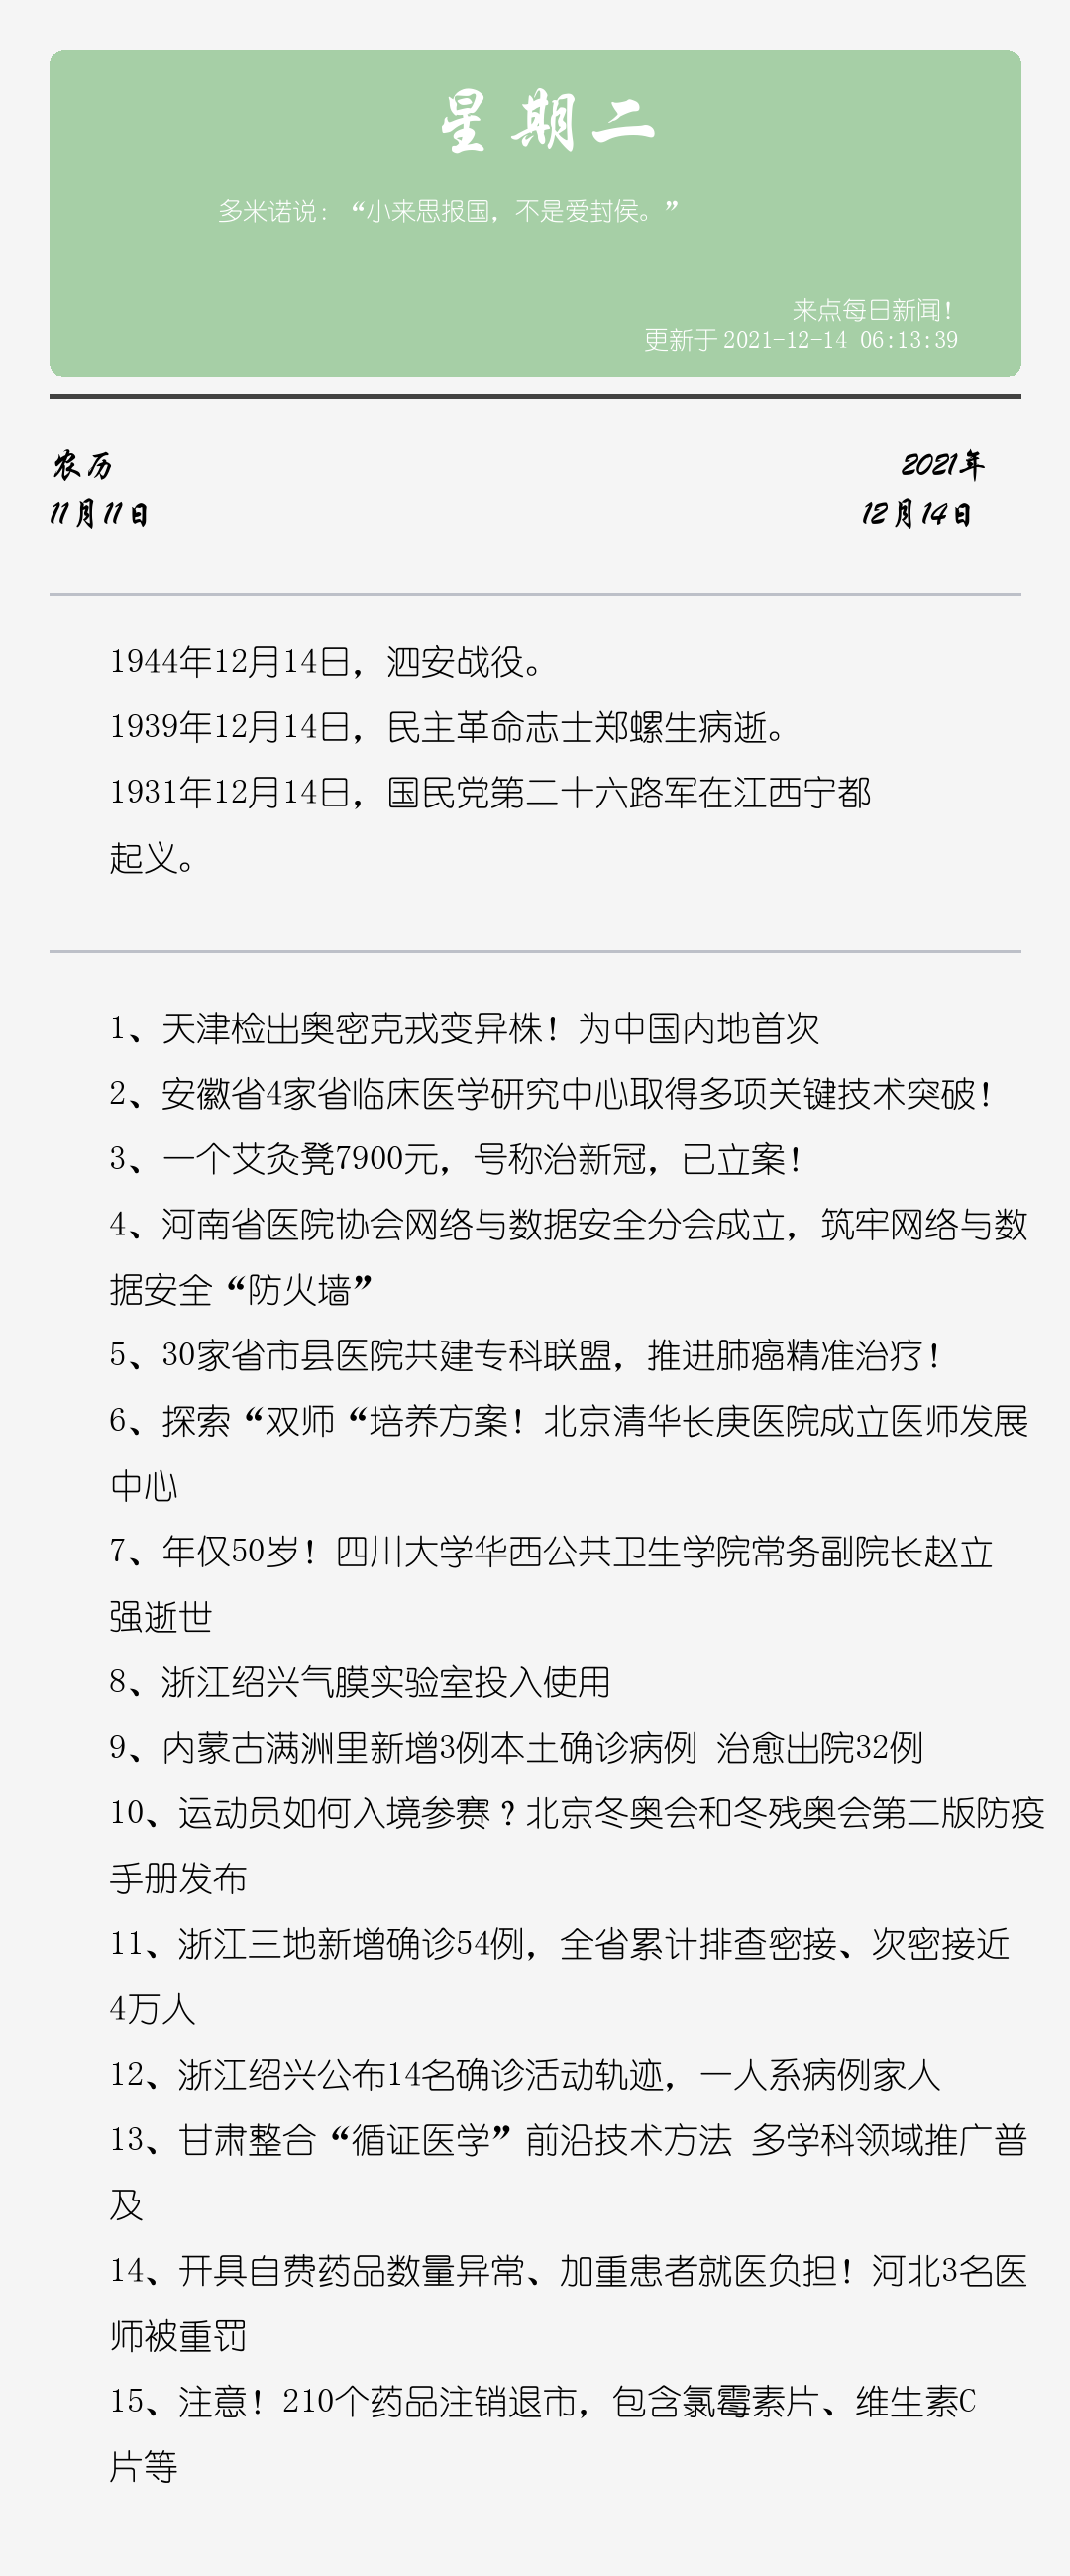 星期二
多米诺说：“小来思报国，不是爱封侯。”
来点每日新闻！
更新于 2021-12-14 06:13:39
农历
2021年
11月11日
12月14日
1944年12月14日，泗安战役。
1939年12月14日，民主革命志士郑螺生病逝。
1931年12月14日，国民党第二十六路军在江西宁都
起义。
1、天津检出奥密克戎变异株！为中国内地首次
2、安徽省4家省临床医学研究中心取得多项关键技术突破！
3、一个艾灸凳7900元，号称治新冠，已立案！
4、河南省医院协会网络与数据安全分会成立，筑牢网络与数
据安全“防火墙”
5、30家省市县医院共建专科联盟，推进肺癌精准治疗！
6、探索“双师“培养方案！北京清华长庚医院成立医师发展
中心
7、年仅50岁！四川大学华西公共卫生学院常务副院长赵立
强逝世
8、浙江绍兴气膜实验室投入使用
9、内蒙古满洲里新增3例本土确诊病例 治愈出院32例
10、运动员如何入境参赛？北京冬奥会和冬残奥会第二版防疫
手册发布
11、浙江三地新增确诊54例，全省累计排查密接、次密接近
4万人
12、浙江绍兴公布14名确诊活动轨迹，一人系病例家人
13、甘肃整合“循证医学”前沿技术方法 多学科领域推广普
及
14、开具自费药品数量异常、加重患者就医负担！河北3名医
师被重罚
15、注意！210个药品注销退市，包含氯霉素片、维生素C
片等